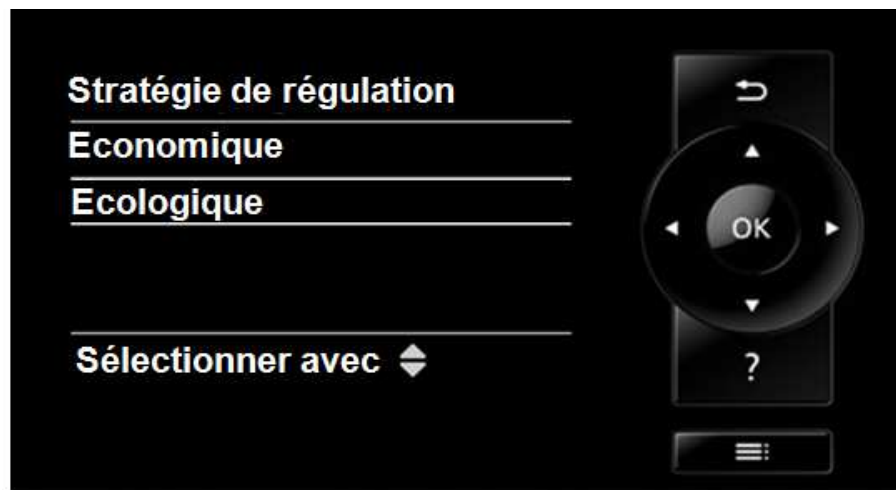 Stratégie de régulation
Economique
Ecologique
Sélectionner avec
OK
?